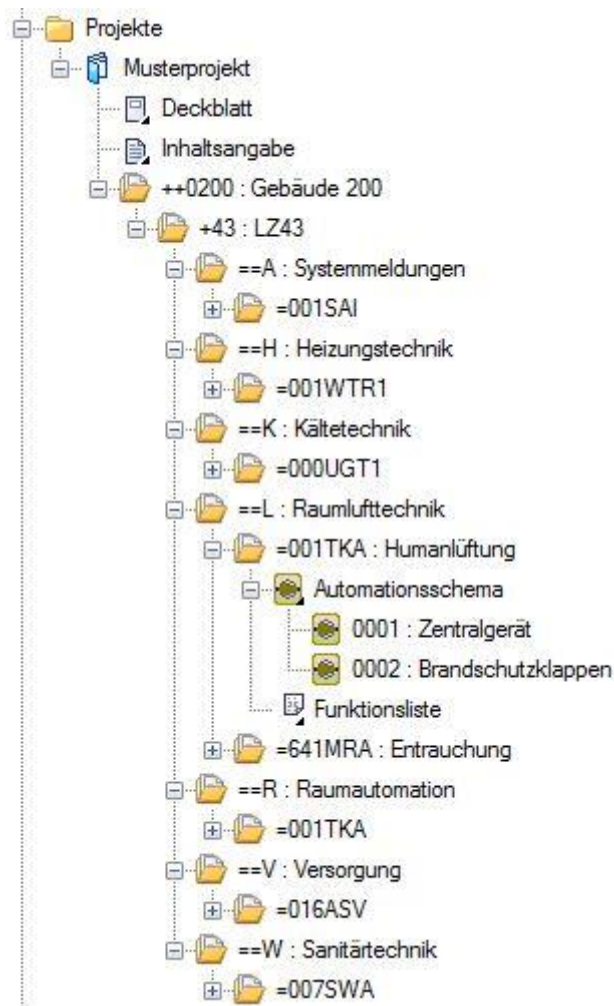 Projekte
Musterprojekt
Deckblatt
Inhaltsangabe
++0200 : Gebäude 200
+43 : LZ43
==A : Systemmeldungen
=001SAI
==H : Heizungstechnik
=001WTR1
==K : Kältetechnik
=000UGT1
==L : Raumlufttechnik
=001TKA : Humanlüftung
Automationsschema
0001 : Zentralgerät
0002 : Brandschutzklappen
Funktionsliste
=641MRA : Entrauchung
==R : Raumautomation
=001TKA
==V : Versorgung
=016ASV
==W : Sanitärtechnik
=007SWA